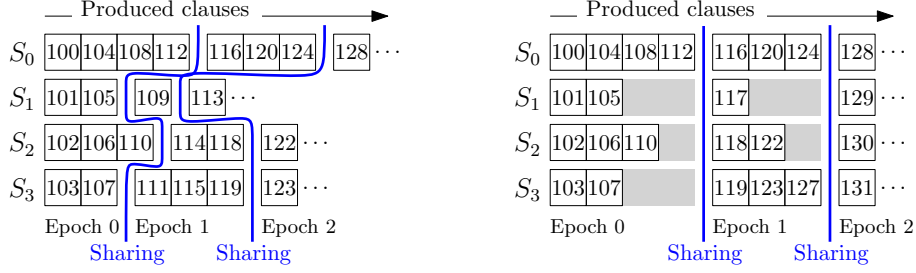 Produced clauses
S0 100 104 108 112 116 120 124 128 ···
S1 101 105 109 113 ···
S2 102 106 110 114 118 122 ···
S3 103 107 111 115 119 123 ···
Epoch 0 Epoch 1 Epoch 2
Sharing Sharing
Produced clauses
S0 100 104 108 112 116 120 124 128 ···
S1 101 105 117 129 ···
S2 102 106 110 118 122 130 ···
S3 103 107 119 123 127 131 ···
Epoch 0 Epoch 1 Epoch 2
Sharing Sharing